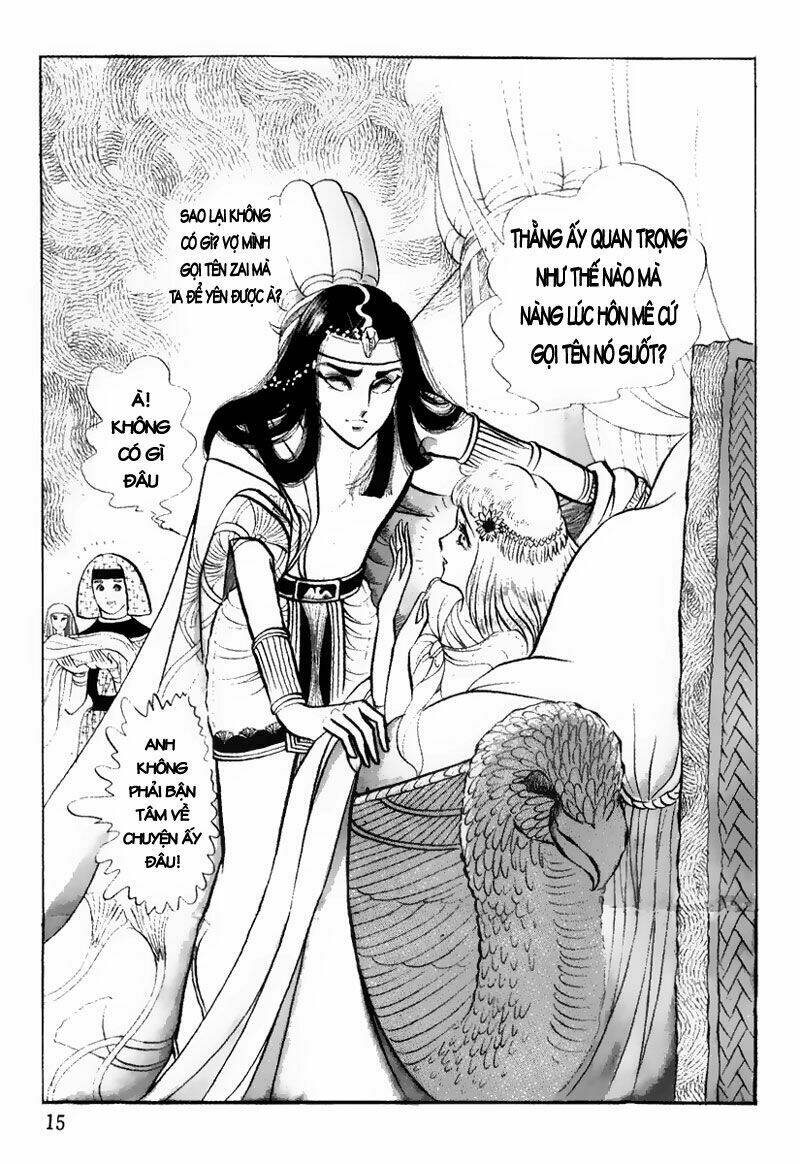 THẰNG ẤY QUAN TRỌNG
NHƯ THẾ NÀO MÀ
NÀNG LÚC HÔN MÊ CỨ
GỌI TÊN NÓ SUỐT?
SAO LẠI KHÔNG
CÓ GÌ? VỢ MÌNH
GỌI TÊN ZAI MÀ
TA ĐỂ YÊN ĐƯỢC À?
À!
KHÔNG
CÓ GÌ
ĐÂU
ANH
KHÔNG
PHẢI BẬN
TÂM VỀ
CHUYỆN ẤY
ĐÂU!
15